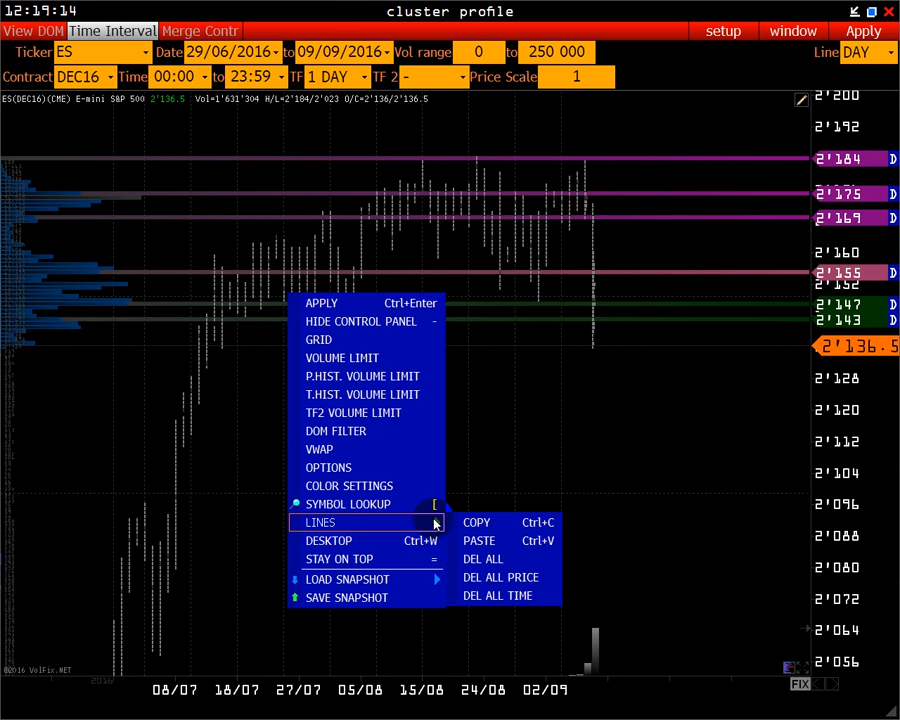 12:19:14
cluster profile
View DOM Time Interval Merge Contr
setup window Apply
Ticker ES Date 29/06/2016 to 09/09/2016 Vol range 0 to 250 000 Line DAY
Contract DEC16 Time 00:00 to 23:59 TF 1 DAY TF 2 - Price Scale 1
ES(DEC16)(CME) E-mini S&P 500 2'136.5 Vol=1'631'304 H/L=2'184/2'023 O/C=2'136/2'136.5
2'200
2'192
2'184 D
2'175 D
2'169 D
2'160
2'155 D
2'152
2'147 D
2'143 D
2'136.5
2'128
2'120
2'112
2'104
2'096
2'088
2'080
2'072
2'064
2'056
APPLY Ctrl+Enter
HIDE CONTROL PANEL -
GRID
VOLUME LIMIT
P.HIST. VOLUME LIMIT
T.HIST. VOLUME LIMIT
TF2 VOLUME LIMIT
DOM FILTER
VWAP
OPTIONS
COLOR SETTINGS
SYMBOL LOOKUP [
LINES
DESKTOP Ctrl+W
STAY ON TOP =
LOAD SNAPSHOT
SAVE SNAPSHOT
COPY Ctrl+C
PASTE Ctrl+V
DEL ALL
DEL ALL PRICE
DEL ALL TIME
©2016 VolFix.NET
2016
08/07 18/07 27/07 05/08 15/08 24/08 02/09
FIX